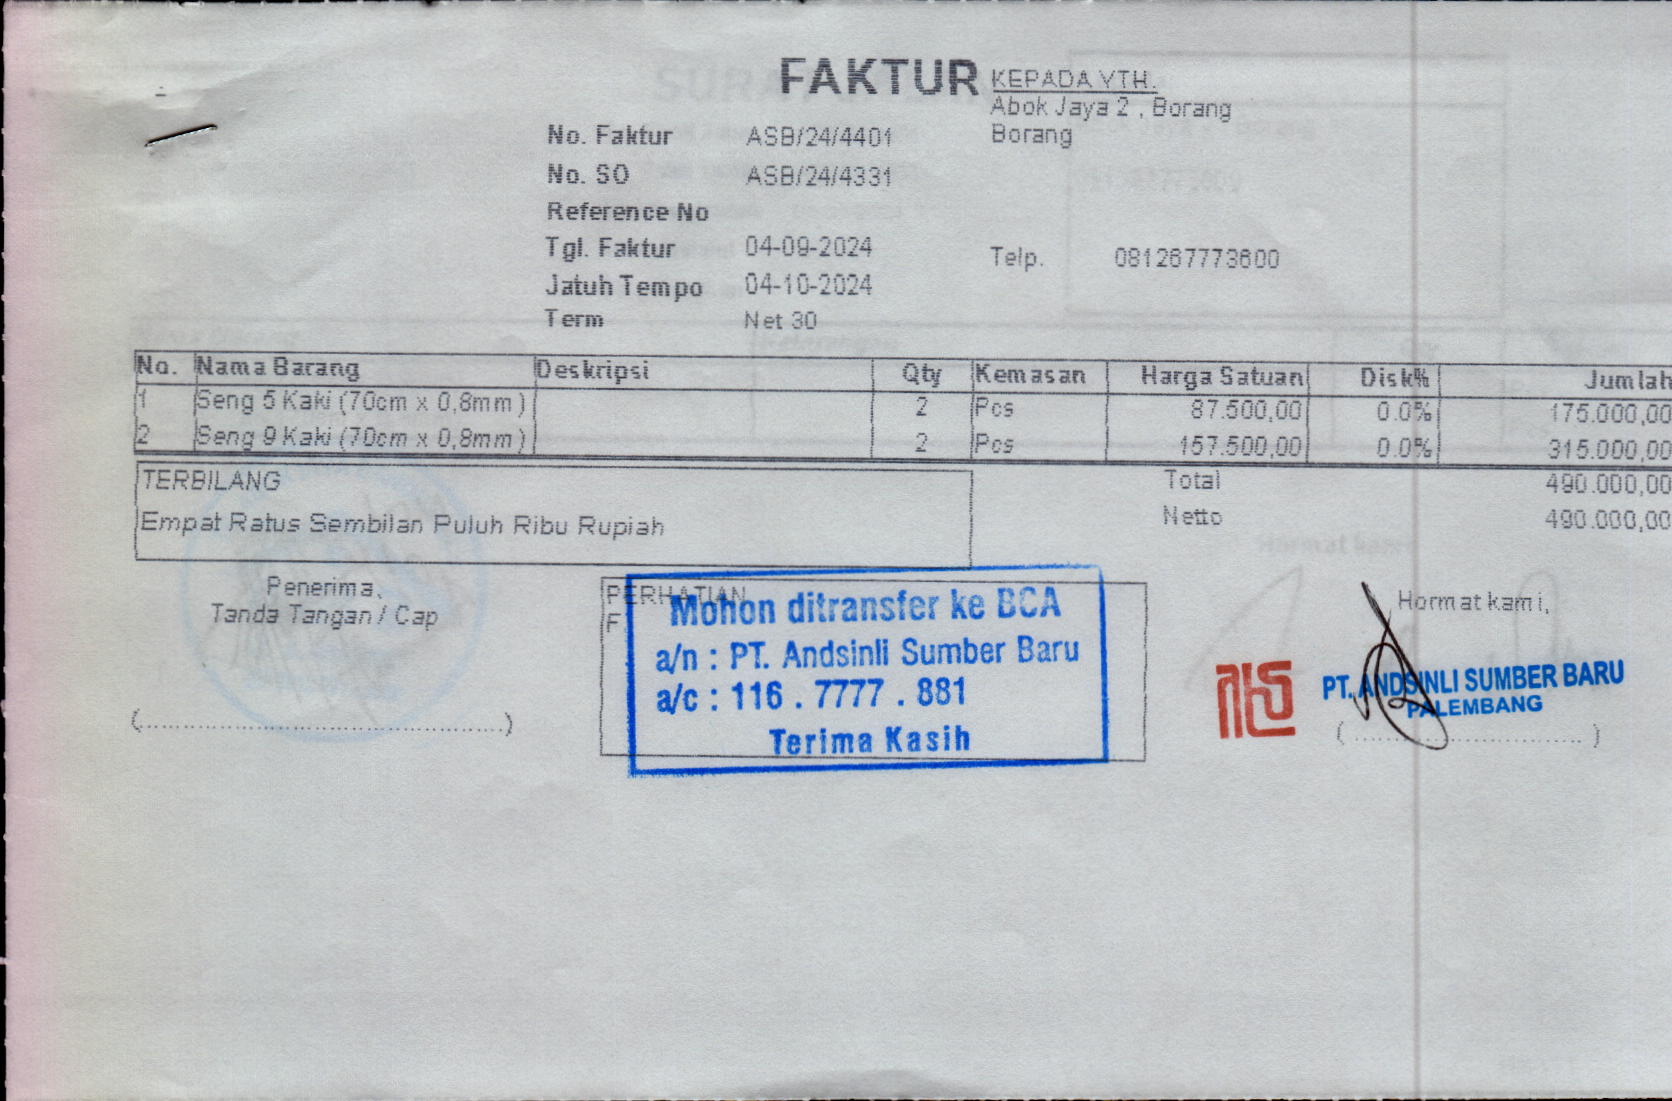 FAKTUR
KEPADA YTH.
Abok Jaya 2 , Borang
Borang
No. Faktur ASB/24/4401
No. SO ASB/24/4331
Reference No
Tgl. Faktur 04-09-2024
Telp. 081267773600
Jatuh Tempo 04-10-2024
Term Net 30
No. Nama Barang Deskripsi Qty Kemasan Harga Satuan Disk% Jumlah
1 Seng 5 Kaki (70cm x 0,8mm) 2 Pcs 87.500,00 0.0% 175.000,00
2 Seng 9 Kaki (70cm x 0,8mm) 2 Pcs 157.500,00 0.0% 315.000,00
TERBILANG
Empat Ratus Sembilan Puluh Ribu Rupiah
Total 490.000,00
Netto 490.000,00
Penerima,
Tanda Tangan / Cap
(..................................................)
PERHATIAN
F
Mohon ditransfer ke BCA
a/n : PT. Andsinli Sumber Baru
a/c : 116 . 7777 . 881
Terima Kasih
Hormat kami,
PT. ANDSINLI SUMBER BARU
PALEMBANG
( .................................... )